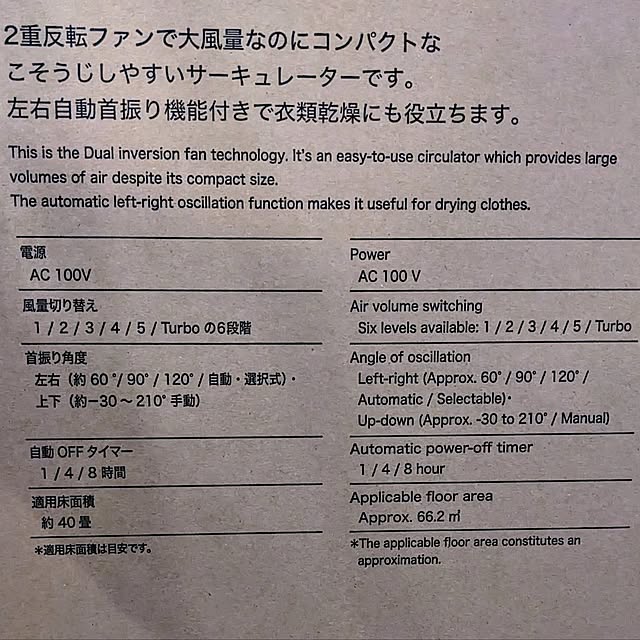 2重反転ファンで大風量なのにコンパクトな
こそうじしやすいサーキュレーターです。
左右自動首振り機能付きで衣類乾燥にも役立ちます。
This is the Dual inversion fan technology. It's an easy-to-use circulator which provides large
volumes of air despite its compact size.
The automatic left-right oscillation function makes it useful for drying clothes.
電源
AC 100V
風量切り替え
1 / 2 / 3 / 4 / 5 / Turbo の6段階
首振り角度
左右（約 60 °/ 90° / 120° / 自動・選択式）・
上下（約ー30 〜 210° 手動）
自動 OFF タイマー
1 / 4 / 8 時間
適用床面積
約 40 畳
＊適用床面積は目安です。
Power
AC 100 V
Air volume switching
Six levels available: 1 / 2 / 3 / 4 / 5 / Turbo
Angle of oscillation
Left-right (Approx. 60° / 90° / 120° /
Automatic / Selectable)・
Up-down (Approx. -30 to 210° / Manual)
Automatic power-off timer
1 / 4 / 8 hour
Applicable floor area
Approx. 66.2 ㎡
＊The applicable floor area constitutes an
approximation.